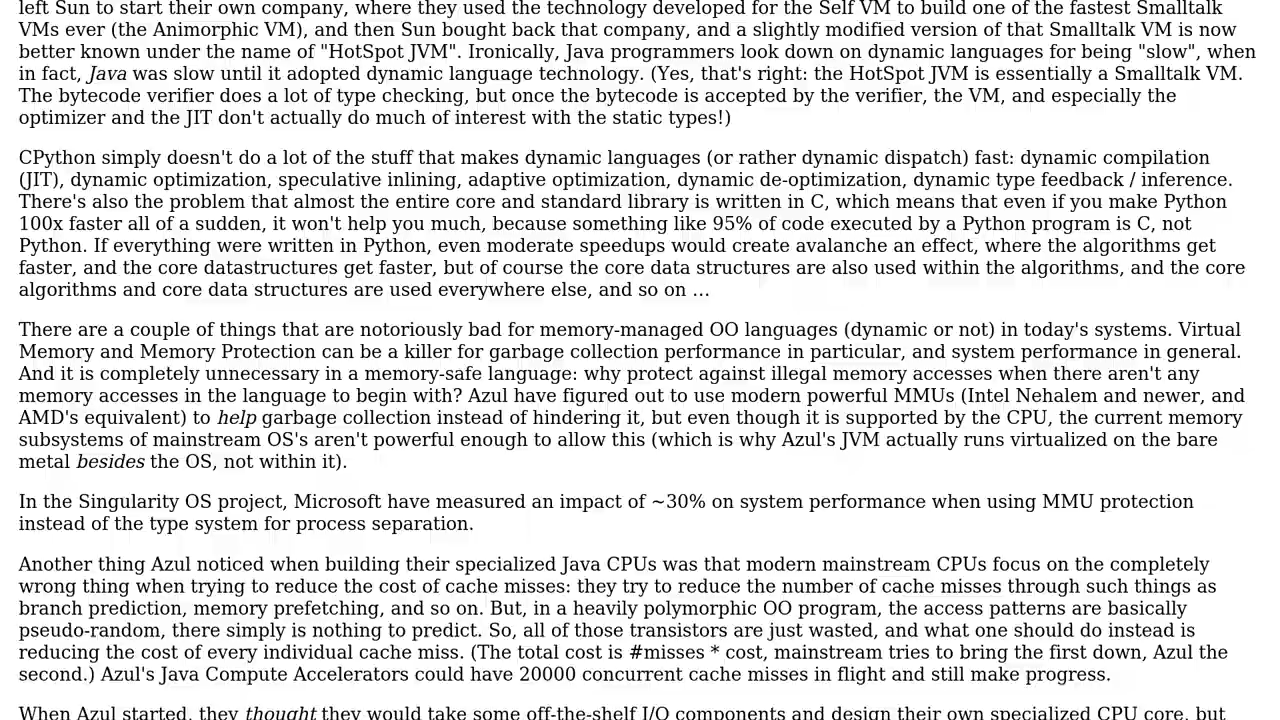 left Sun to start their own company, where they used the technology developed for the Self VM to build one of the fastest Smalltalk
VMs ever (the Animorphic VM), and then Sun bought back that company, and a slightly modified version of that Smalltalk VM is now
better known under the name of "HotSpot JVM". Ironically, Java programmers look down on dynamic languages for being "slow", when
in fact, Java was slow until it adopted dynamic language technology. (Yes, that's right: the HotSpot JVM is essentially a Smalltalk VM.
The bytecode verifier does a lot of type checking, but once the bytecode is accepted by the verifier, the VM, and especially the
optimizer and the JIT don't actually do much of interest with the static types!)
CPython simply doesn't do a lot of the stuff that makes dynamic languages (or rather dynamic dispatch) fast: dynamic compilation
(JIT), dynamic optimization, speculative inlining, adaptive optimization, dynamic de-optimization, dynamic type feedback / inference.
There's also the problem that almost the entire core and standard library is written in C, which means that even if you make Python
100x faster all of a sudden, it won't help you much, because something like 95% of code executed by a Python program is C, not
Python. If everything were written in Python, even moderate speedups would create avalanche an effect, where the algorithms get
faster, and the core datastructures get faster, but of course the core data structures are also used within the algorithms, and the core
algorithms and core data structures are used everywhere else, and so on …
There are a couple of things that are notoriously bad for memory-managed OO languages (dynamic or not) in today's systems. Virtual
Memory and Memory Protection can be a killer for garbage collection performance in particular, and system performance in general.
And it is completely unnecessary in a memory-safe language: why protect against illegal memory accesses when there aren't any
memory accesses in the language to begin with? Azul have figured out to use modern powerful MMUs (Intel Nehalem and newer, and
AMD's equivalent) to help garbage collection instead of hindering it, but even though it is supported by the CPU, the current memory
subsystems of mainstream OS's aren't powerful enough to allow this (which is why Azul's JVM actually runs virtualized on the bare
metal besides the OS, not within it).
In the Singularity OS project, Microsoft have measured an impact of ~30% on system performance when using MMU protection
instead of the type system for process separation.
Another thing Azul noticed when building their specialized Java CPUs was that modern mainstream CPUs focus on the completely
wrong thing when trying to reduce the cost of cache misses: they try to reduce the number of cache misses through such things as
branch prediction, memory prefetching, and so on. But, in a heavily polymorphic OO program, the access patterns are basically
pseudo-random, there simply is nothing to predict. So, all of those transistors are just wasted, and what one should do instead is
reducing the cost of every individual cache miss. (The total cost is #misses * cost, mainstream tries to bring the first down, Azul the
second.) Azul's Java Compute Accelerators could have 20000 concurrent cache misses in flight and still make progress.
When Azul started, they thought they would take some off-the-shelf I/O components and design their own specialized CPU core, but